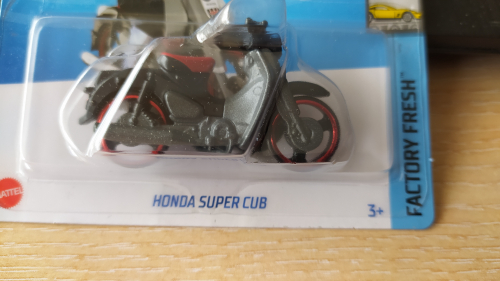 FACTORY FRESH
MATTEL
HONDA SUPER CUB
3+